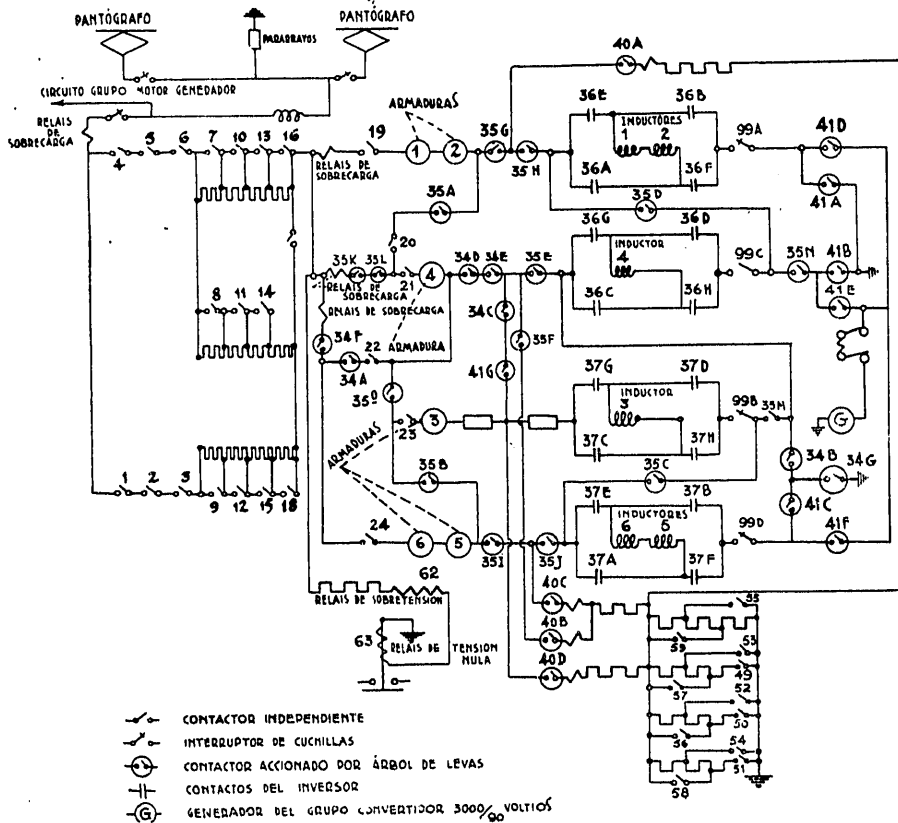 PANTÓGRAFO
PARARRAYOS
PANTÓGRAFO
CIRCUITO GRUPO MOTOR GENEDADOR
RELAIS DE SOBRECARGA
4 5 6 7 10 13 16
RELAIS DE SOBRECARGA
19
ARMADURAS
1 2
35G
35H
40A
36E
36B
INDUCTORES
1 2
36A
36F
99A
41D
41A
35A
35D
20
36G
36D
INDUCTOR
4
36C
36H
99C
35N
41B
41E
35K 35L
RELAIS DE SOBRECARGA
21
4
34D 34E 35E
RELAIS DE SOBRECARGA
8 11 14
34F
34C
35F
ARMADURA
22
34A
41G
35O
37G
37D
INDUCTOR
3
37C
37H
99B
35M
G
ARMADURAS
23
3
34B
34G
35B
35C
41C
1 2 3
9 12 15 18
24
6 5
35I
35J
37E
37B
INDUCTORES
6 5
37A
37F
99D
41F
62
RELAIS DE SOBRETENSION
63
RELAIS DE TENSION NULA
40C
40B
40D
55
59
53
49
57
52
50
56
54
51
58
CONTACTOR INDEPENDIENTE
INTERRUPTOR DE CUCHILLAS
CONTACTOR ACCIONADO POR ÁRBOL DE LEVAS
CONTACTOS DEL INVERSOR
G GENERADOR DEL GRUPO CONVERTIDOR 3000/90 VOLTIOS